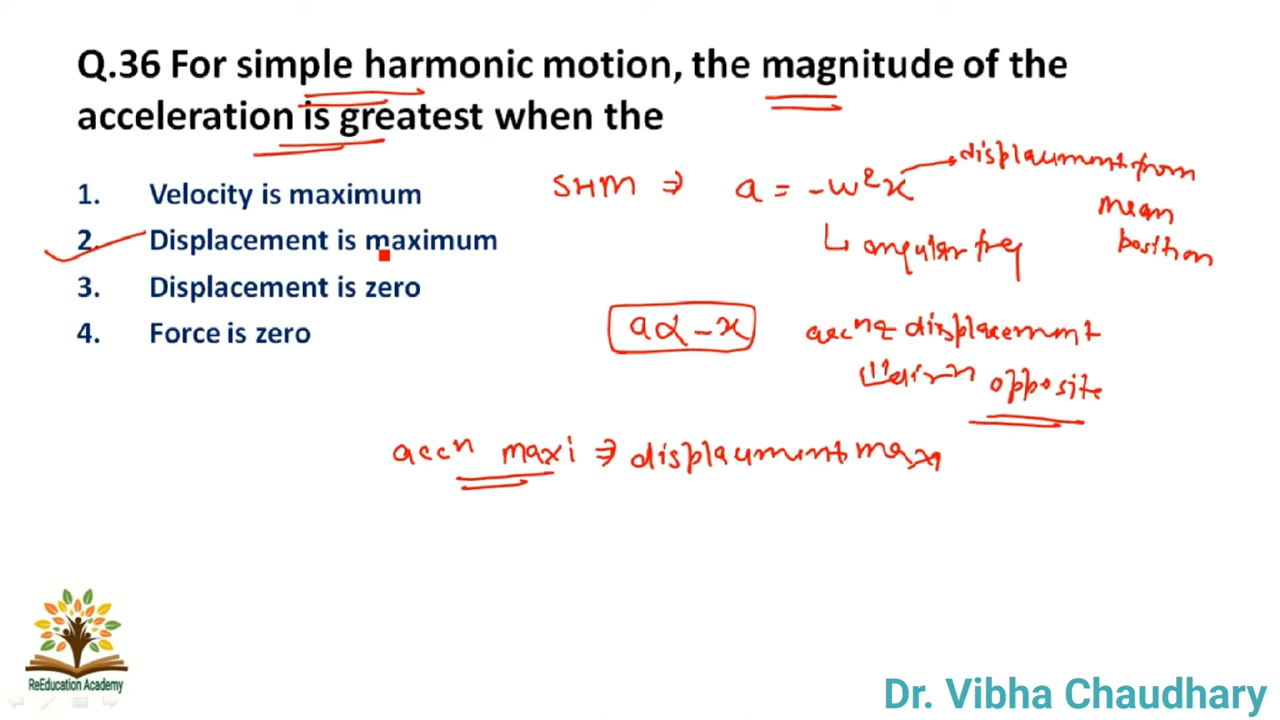 Q.36 For simple harmonic motion, the magnitude of the
acceleration is greatest when the
1. Velocity is maximum
2. Displacement is maximum
3. Displacement is zero
4. Force is zero
SHM ⇒ a = -ω²x
displacement from
mean
position
angular freq
a α -x
accn & displacement
dirn opposite
accn maxi ⇒ displacement max
ReEducation Academy
Dr. Vibha Chaudhary